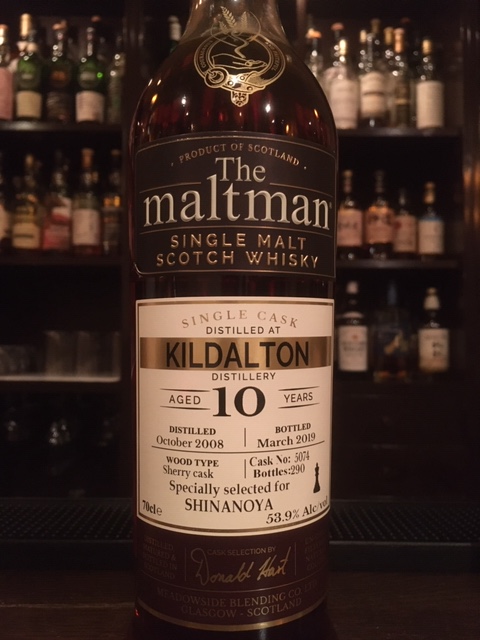 · PRODUCT OF SCOTLAND ·
The
maltman
SINGLE MALT
SCOTCH WHISKY
SINGLE CASK
DISTILLED AT
KILDALTON
DISTILLERY
AGED 10 YEARS
DISTILLED
October 2008
BOTTLED
March 2019
WOOD TYPE
Sherry cask
Cask No: 5074
Bottles:290
Specially selected for
SHINANOYA
70cl℮
53.9% Alc/vol
CASK SELECTION BY
Donald Hart
MEADOWSIDE BLENDING CO.
GLASGOW - SCOTLAND